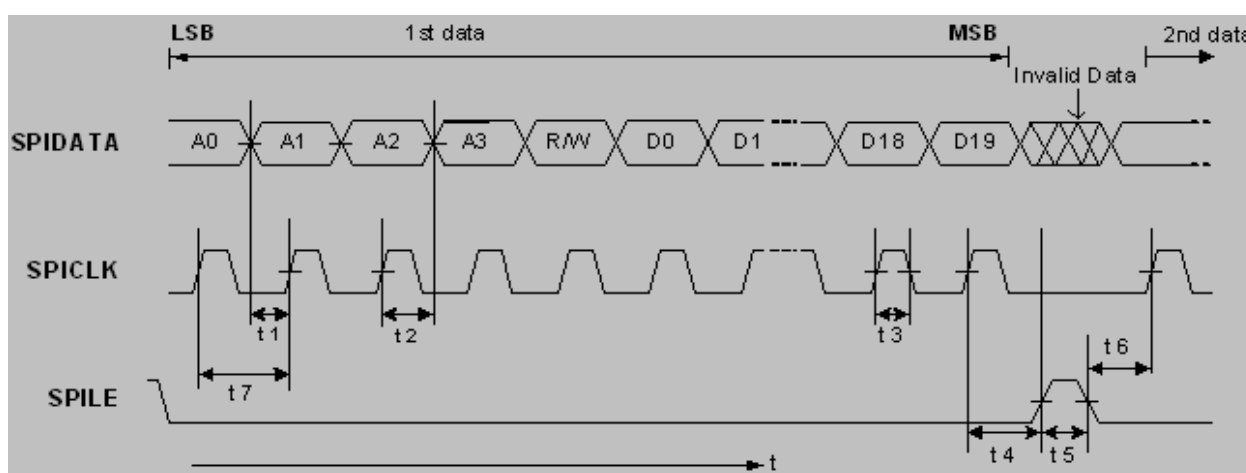 LSB 1st data MSB 2nd data
Invalid Data
SPIDATA A0 A1 A2 A3 R/W D0 D1 D18 D19
SPICLK
t1 t2 t3
t6
t7
SPILE
t4 t5
t